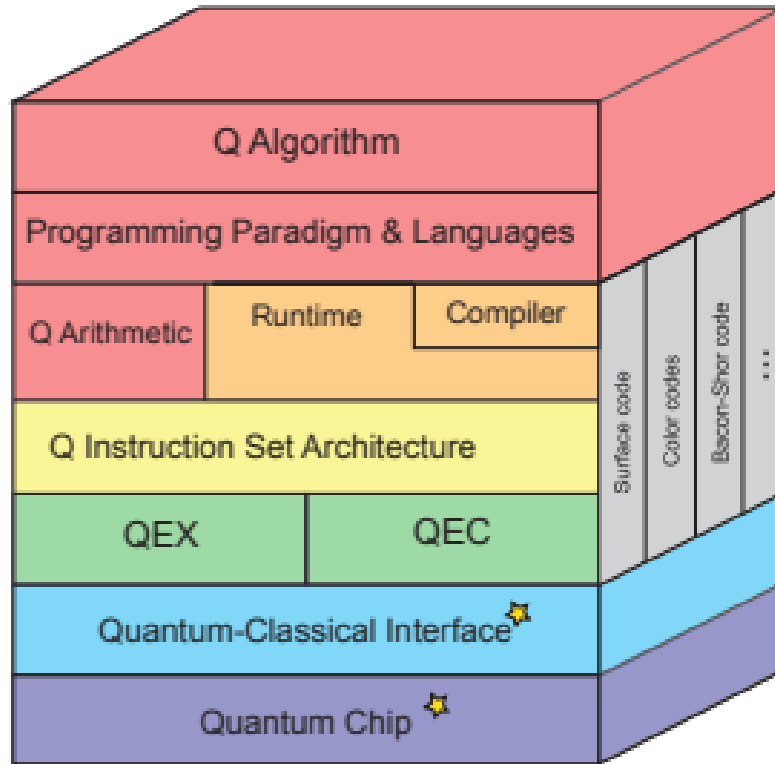 Q Algorithm
Programming Paradigm & Languages
Q Arithmetic
Runtime
Compiler
Q Instruction Set Architecture
QEX
QEC
Quantum-Classical Interface
Quantum Chip
Surface code
Color codes
Bacon-Shor code
...